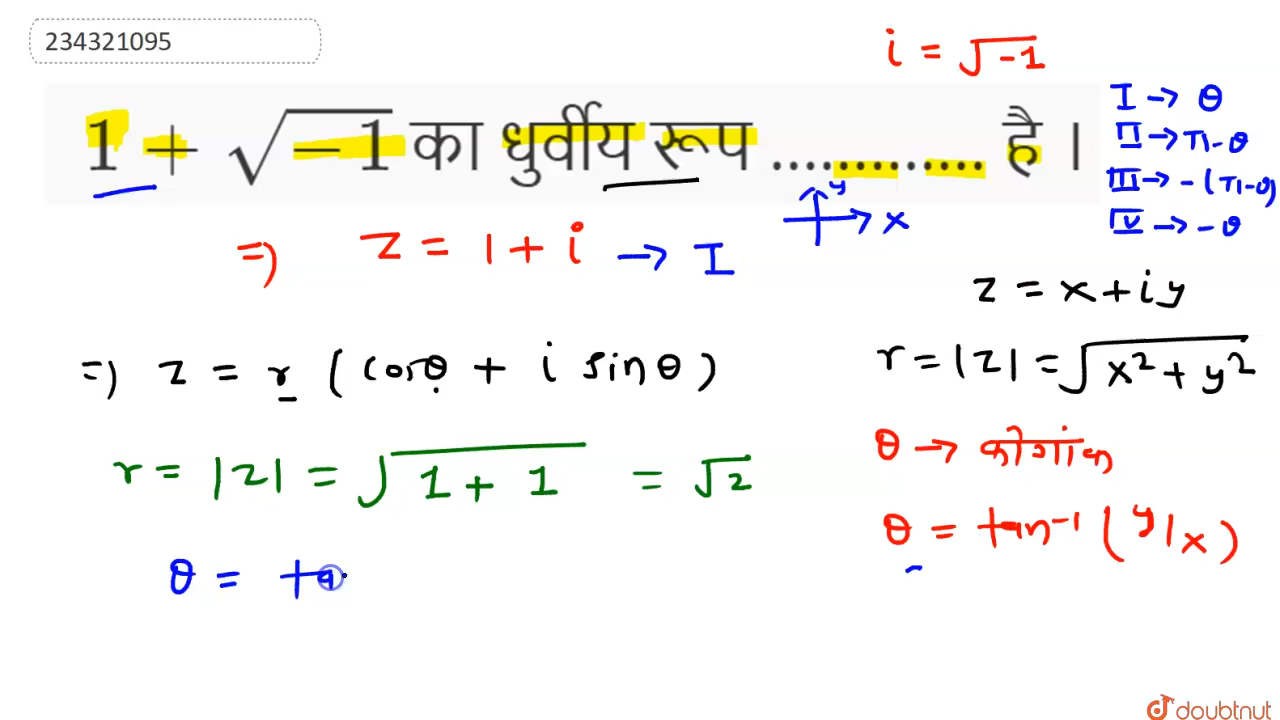 234321095
i = √-1
1 + √-1 का धुर्वीय रूप .............. है ।
I → θ
II → π - θ
III → - (π - θ)
IV → - θ
y
x
⇒ z = 1 + i → I
z = x + iy
⇒ z = r (cosθ + i sinθ)
r = |z| = √x² + y²
r = |z| = √1 + 1 = √2
θ → कोणांक
θ = tan⁻¹ (y/x)
θ = ta
doubtnut